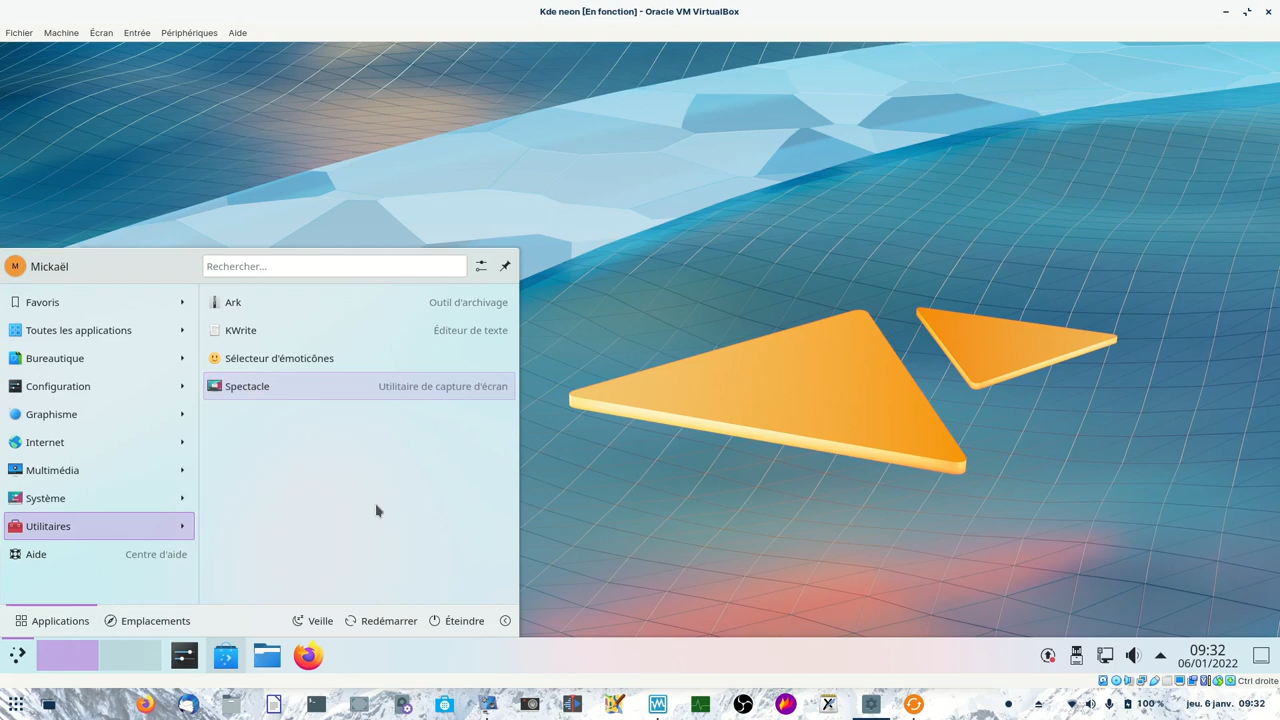 Kde neon [En fonction] - Oracle VM VirtualBox
Fichier Machine Écran Entrée Périphériques Aide
M Mickaël Rechercher...
Favoris
Toutes les applications
Bureautique
Configuration
Graphisme
Internet
Multimédia
Système
Utilitaires
Aide Centre d'aide
Ark Outil d'archivage
KWrite Éditeur de texte
Sélecteur d'émoticônes
Spectacle Utilitaire de capture d'écran
Applications Emplacements Veille Redémarrer Éteindre
09:32
06/01/2022
Ctrl droite
100 % jeu. 6 janv. 09:32